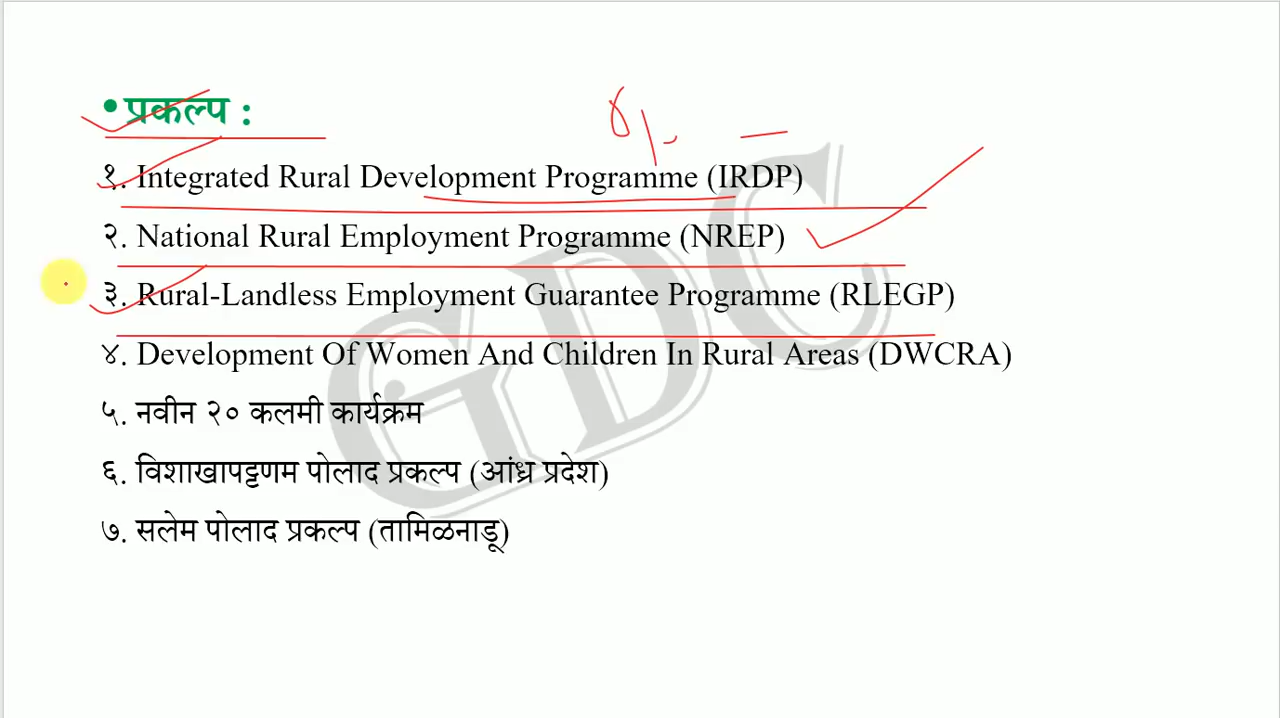 • प्रकल्प :
१. Integrated Rural Development Programme (IRDP)
२. National Rural Employment Programme (NREP)
३. Rural-Landless Employment Guarantee Programme (RLEGP)
४. Development Of Women And Children In Rural Areas (DWCRA)
५. नवीन २० कलमी कार्यक्रम
६. विशाखापट्टणम पोलाद प्रकल्प (आंध्र प्रदेश)
७. सलेम पोलाद प्रकल्प (तामिळनाडू)
GDC